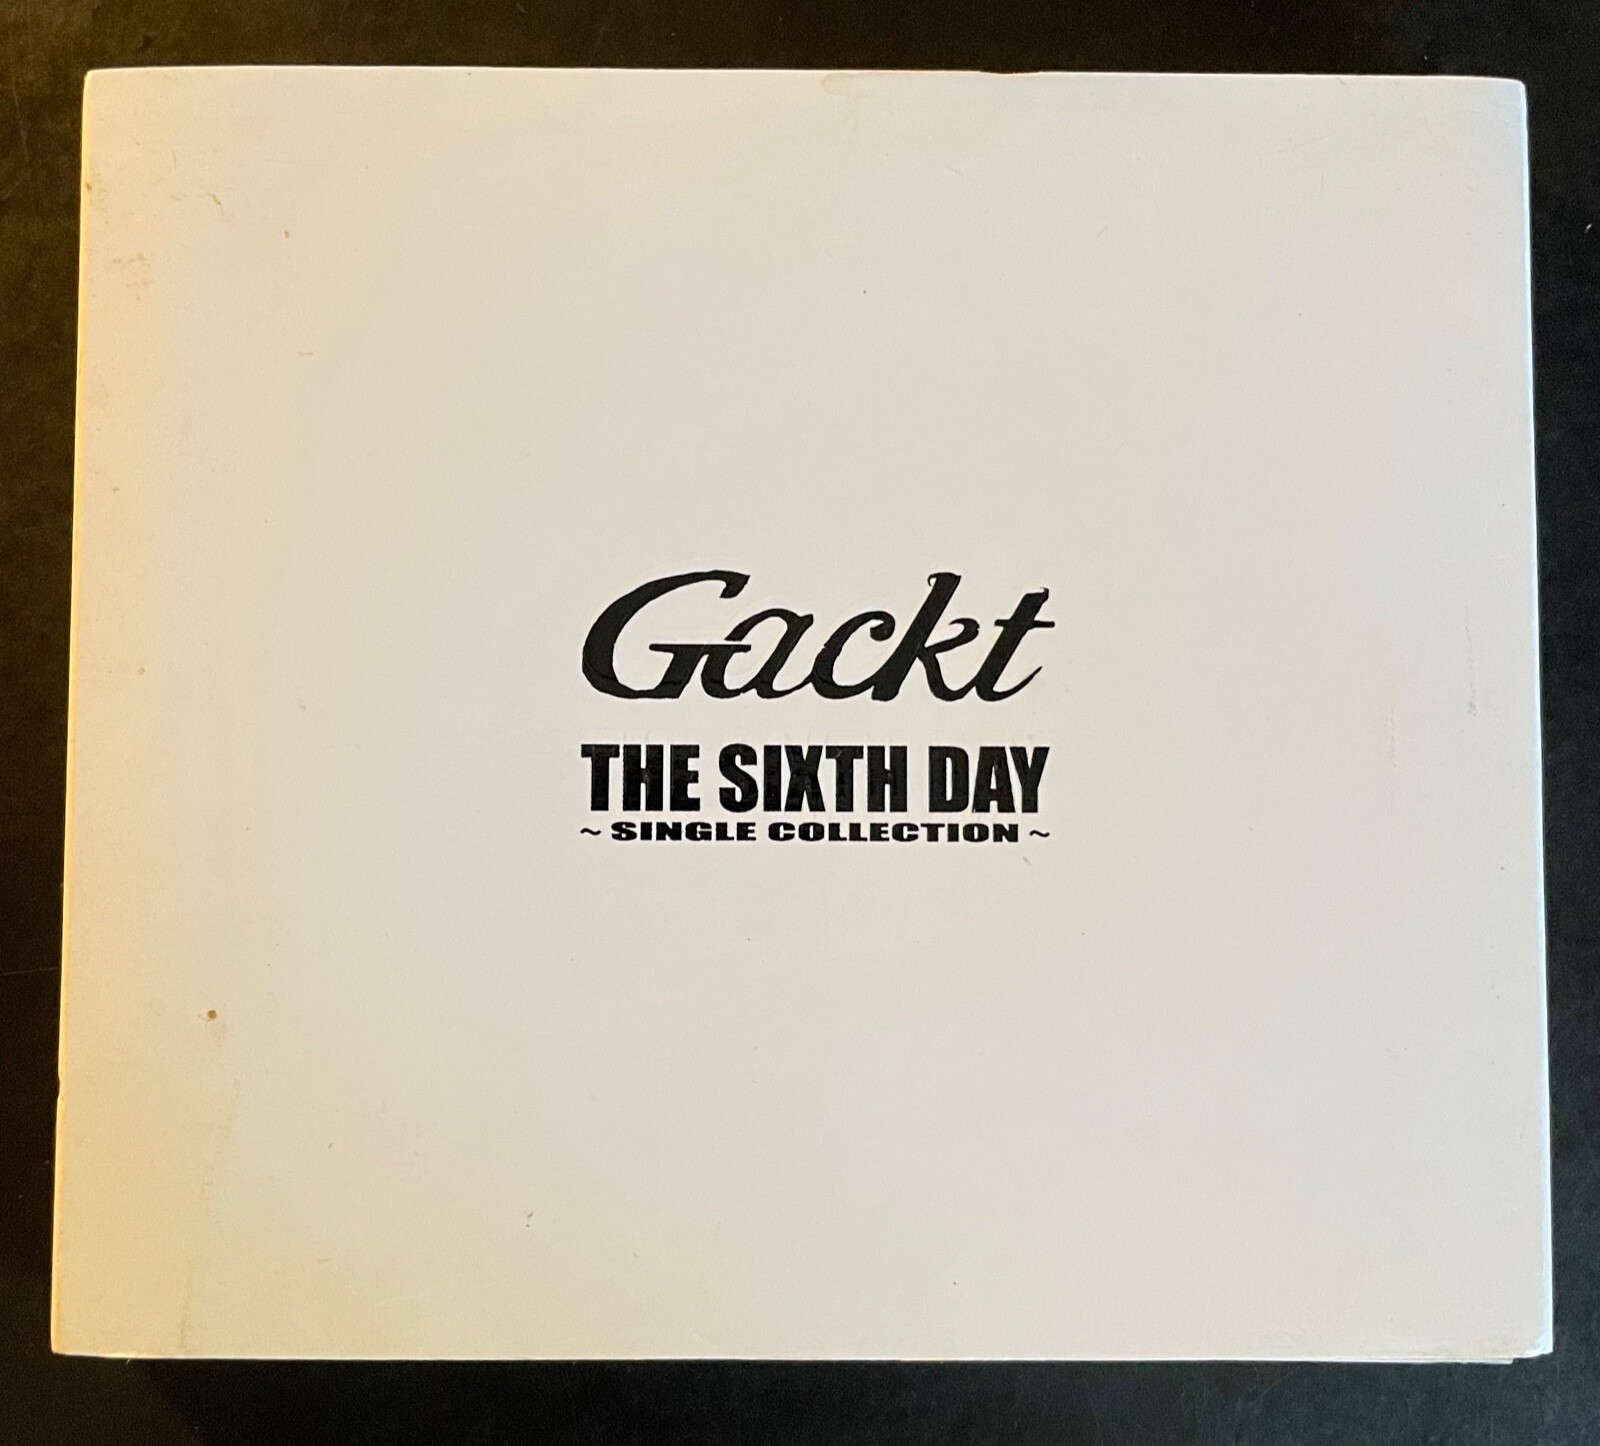 Gackt
THE SIXTH DAY
~ SINGLE COLLECTION ~